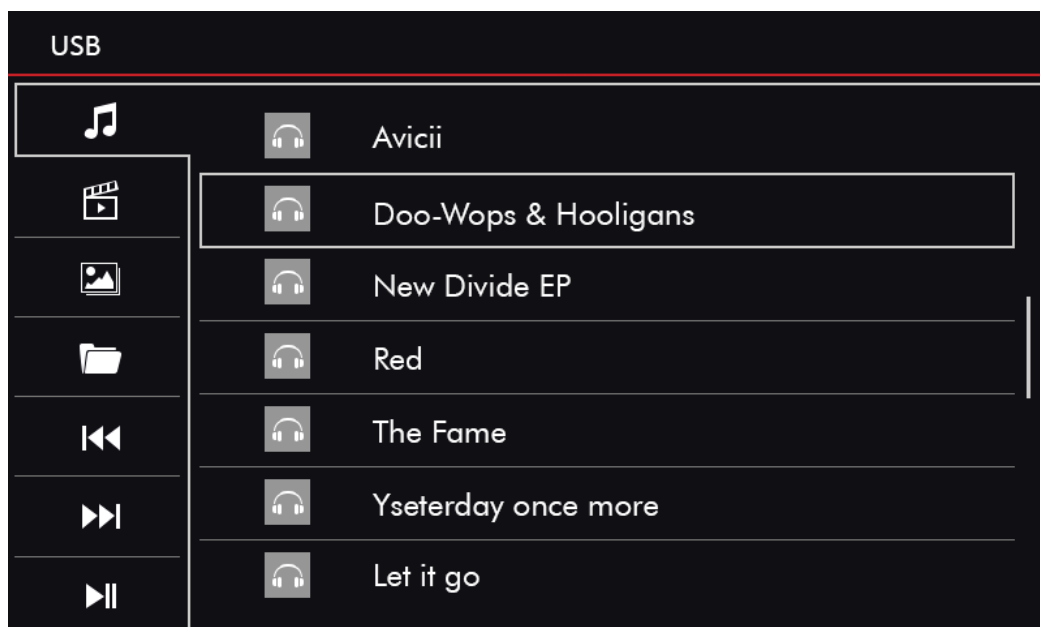 USB
Avicii
Doo-Wops & Hooligans
New Divide EP
Red
The Fame
Yseterday once more
Let it go